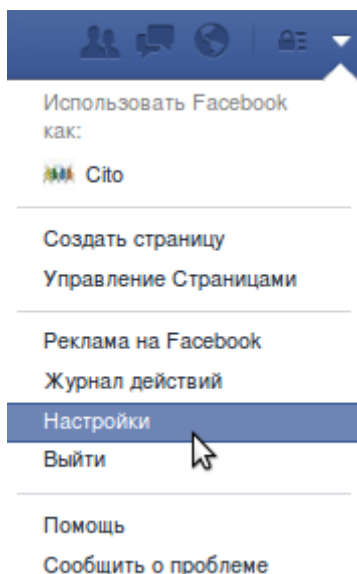 Использовать Facebook
как:
Cito
Создать страницу
Управление Страницами
Реклама на Facebook
Журнал действий
Настройки
Выйти
Помощь
Сообщить о проблеме